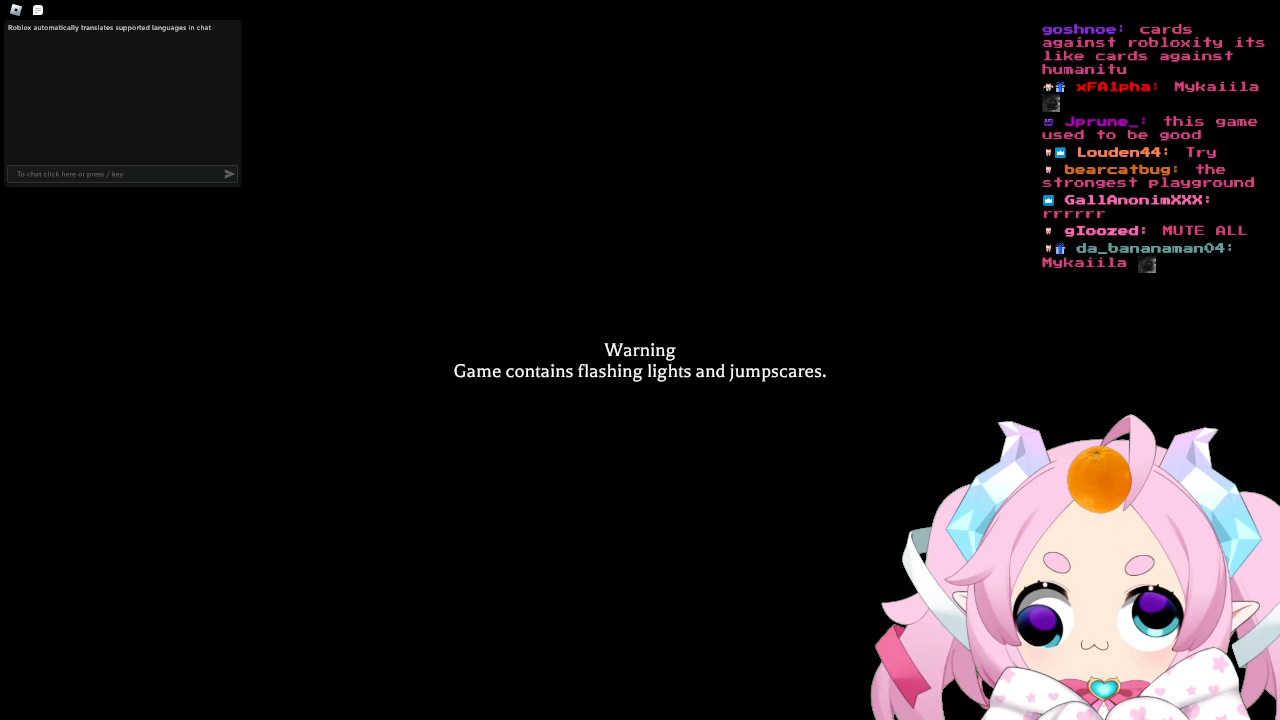 Roblox automatically translates supported languages in chat
To chat click here or press / key
goshnoe: cards
against robloxity its
like cards against
humanitu
xFA1pha: Mykaiila
Jprune_: this game
used to be good
Louden44: Try
bearcatbug: the
strongest playground
GallAnonimXXX:
rrrrrr
gIoozed: MUTE ALL
da_bananaman04:
Mykaiila
Warning
Game contains flashing lights and jumpscares.